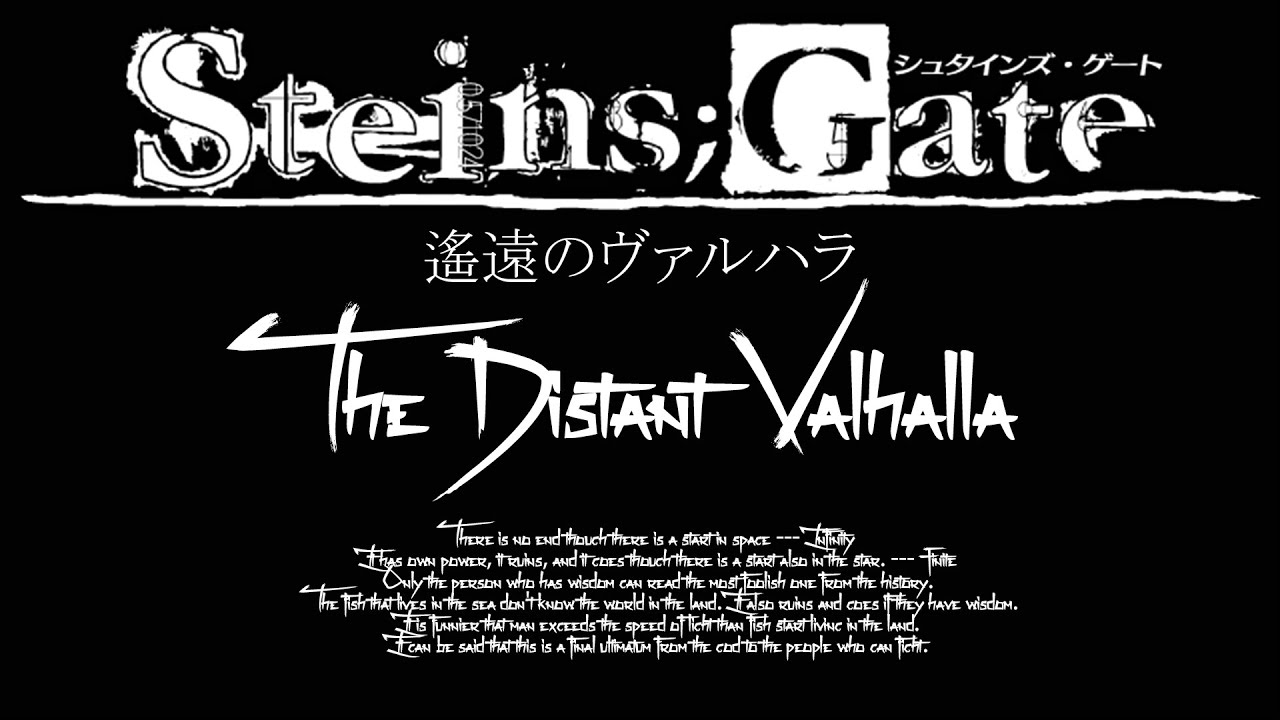 Steins;Gate
シュタインズ・ゲート
0.571024
遙遠のヴァルハラ
The Distant Valhalla
There is no end though there is a start in space --- Infinity
It has own power, it ruins, and it goes though there is a start also in the star. --- Finite
Only the person who has wisdom can read the most foolish one from the history.
The fish that lives in the sea don't know the world in the land. It also ruins and goes if they have wisdom.
It is funnier that man exceeds the speed of light than fish start living in the land.
It can be said that this is a final ultimatum from the god to the people who can fight.